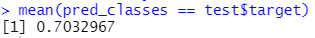 > mean(pred_classes == test$target)
[1] 0.7032967